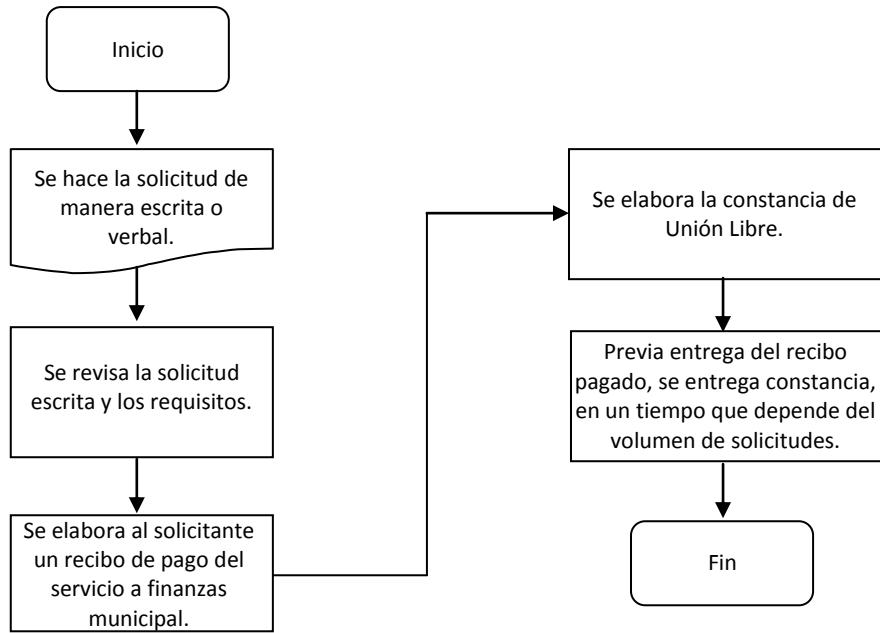 Inicio
Se hace la solicitud de
manera escrita o
verbal.
Se revisa la solicitud
escrita y los requisitos.
Se elabora al solicitante
un recibo de pago del
servicio a finanzas
municipal.
Se elabora la constancia de
Unión Libre.
Previa entrega del recibo
pagado, se entrega constancia,
en un tiempo que depende del
volumen de solicitudes.
Fin